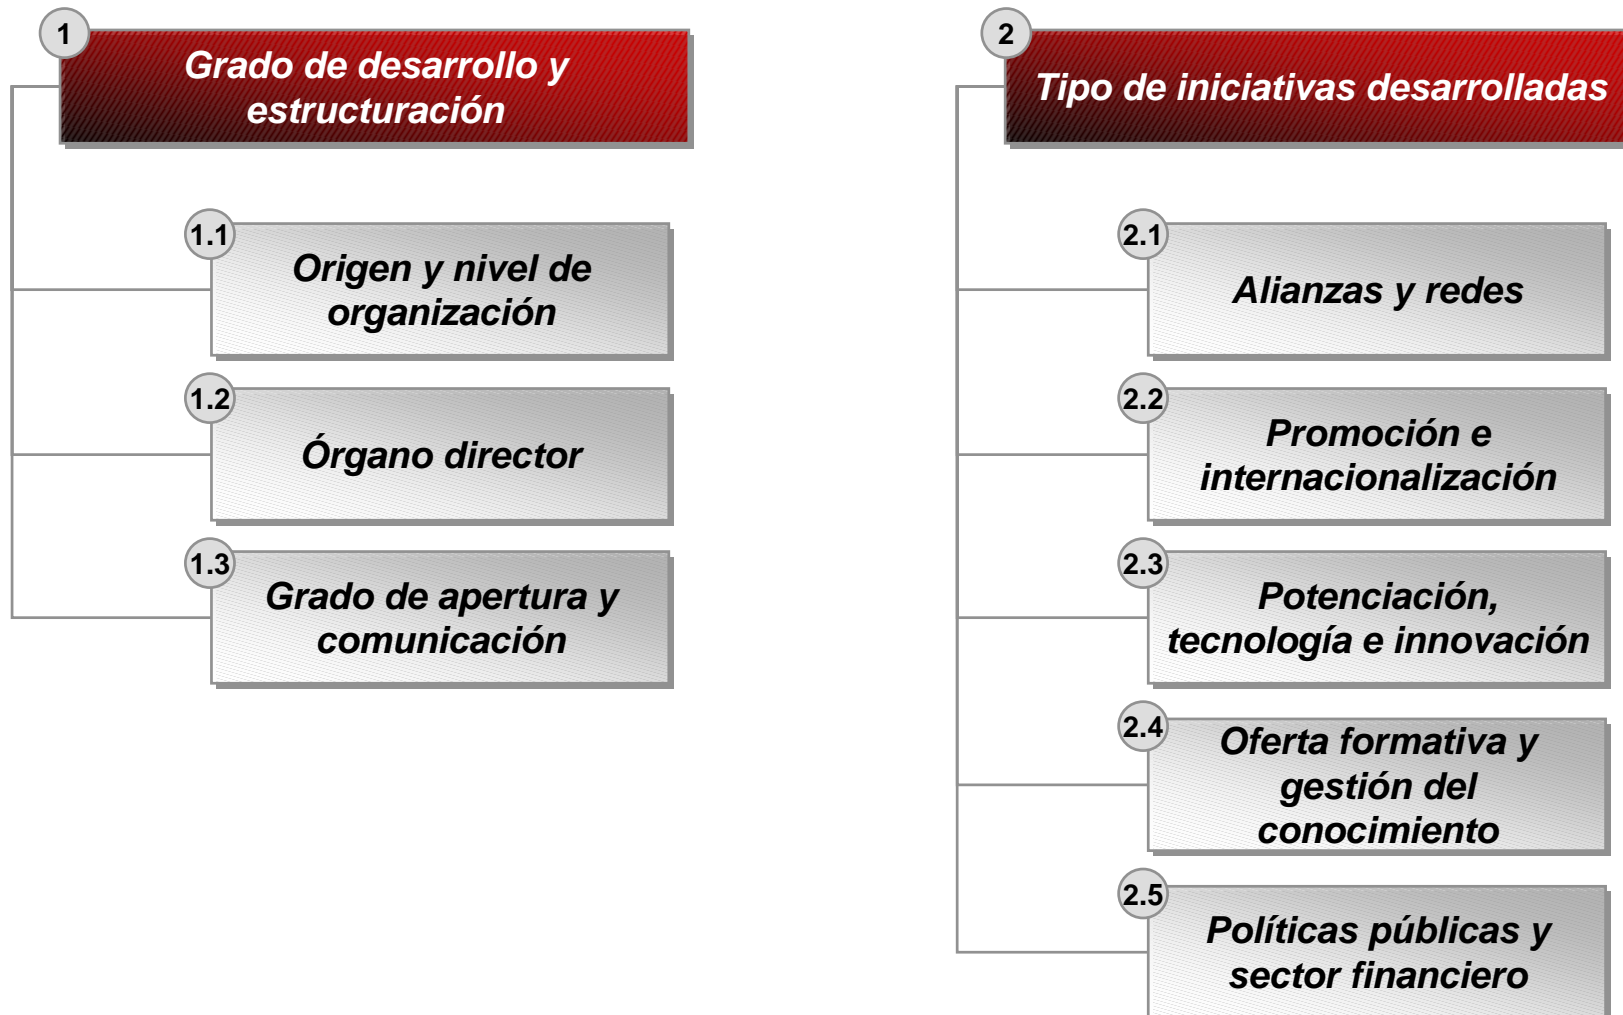 1
Grado de desarrollo y
estructuración
1.1
Origen y nivel de
organización
1.2
Órgano director
1.3
Grado de apertura y
comunicación
2
Tipo de iniciativas desarrolladas
2.1
Alianzas y redes
2.2
Promoción e
internacionalización
2.3
Potenciación,
tecnología e innovación
2.4
Oferta formativa y
gestión del
conocimiento
2.5
Políticas públicas y
sector financiero